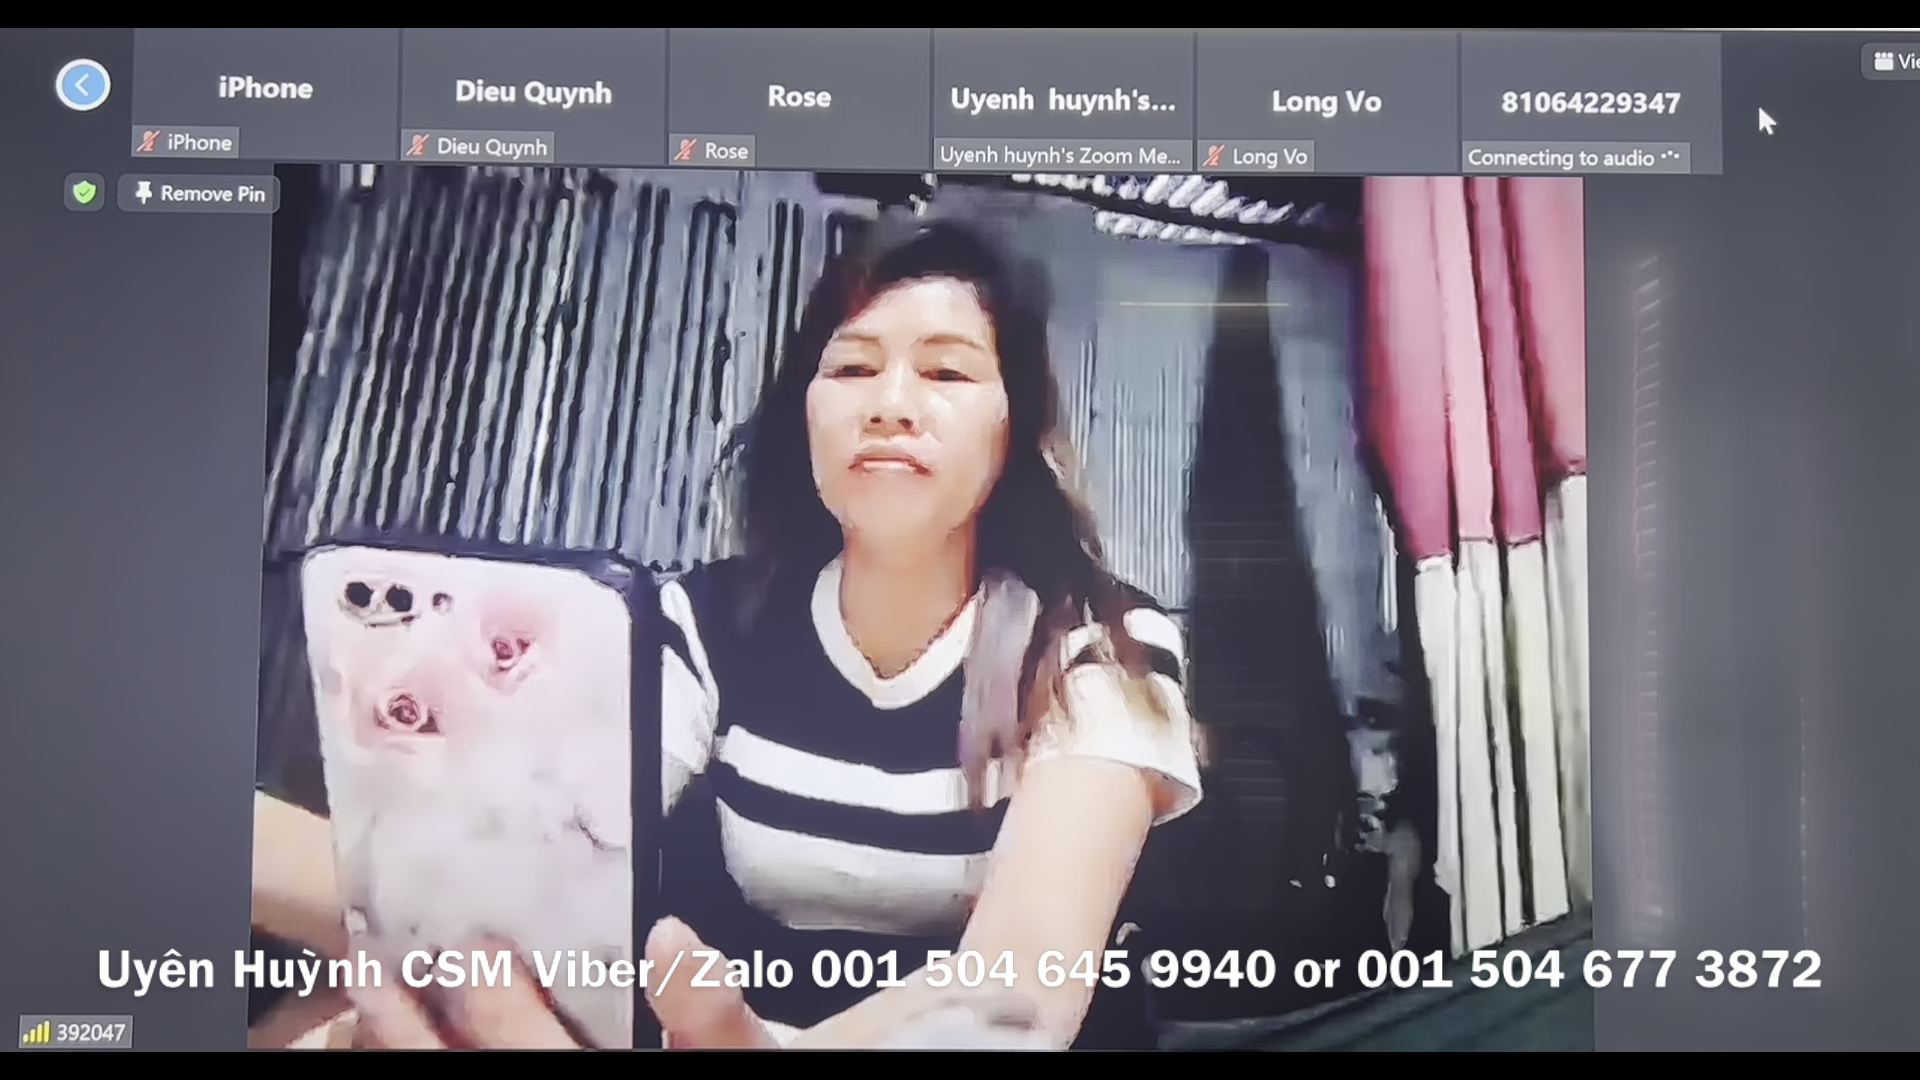 iPhone
Dieu Quynh
Rose
Uyenh huynh's...
Long Vo
81064229347
Vie
iPhone
Dieu Quynh
Rose
Uyenh huynh's Zoom Me...
Long Vo
Connecting to audio
Remove Pin
Uyên Huỳnh CSM Viber/Zalo 001 504 645 9940 or 001 504 677 3872
392047